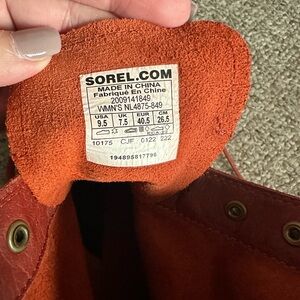 SOREL.COM
MADE IN CHINA
Fabriqué En Chine
2009141849
WMN'S NL4875-849
USA UK EUR CM
9.5 7.5 40.5 26.5
10175 CJF 0122 222
194895817796